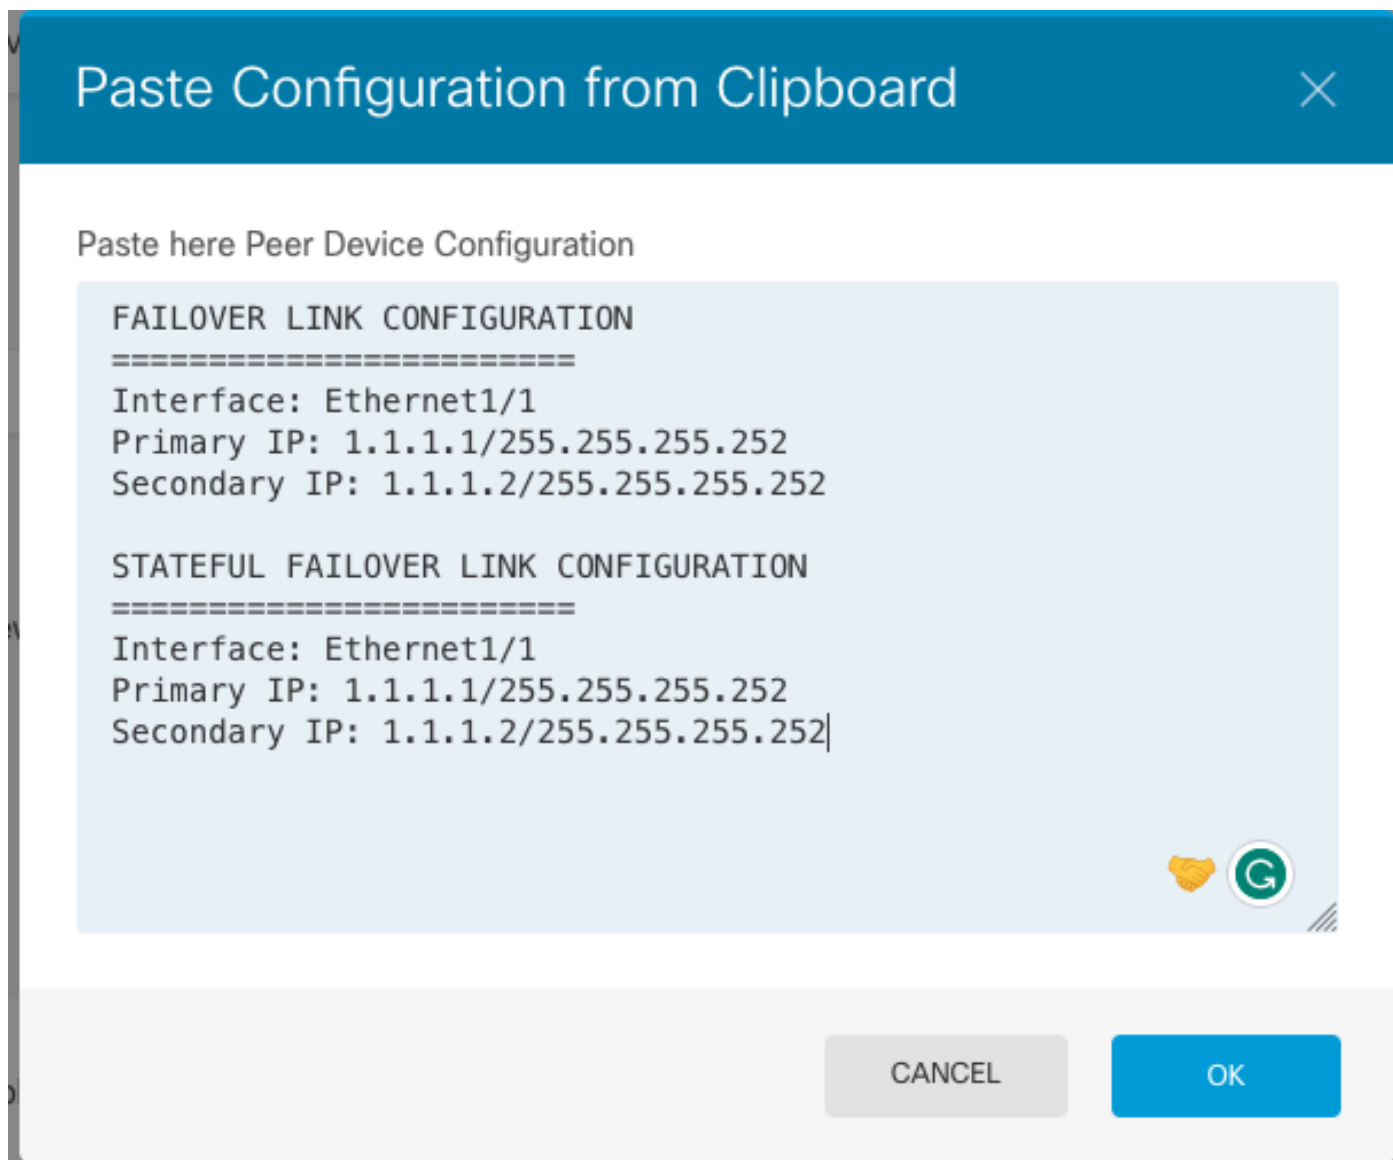 Paste Configuration from Clipboard
Paste here Peer Device Configuration
FAILOVER LINK CONFIGURATION
========================
Interface: Ethernet1/1
Primary IP: 1.1.1.1/255.255.255.252
Secondary IP: 1.1.1.2/255.255.255.252
STATEFUL FAILOVER LINK CONFIGURATION
========================
Interface: Ethernet1/1
Primary IP: 1.1.1.1/255.255.255.252
Secondary IP: 1.1.1.2/255.255.255.252
CANCEL
OK